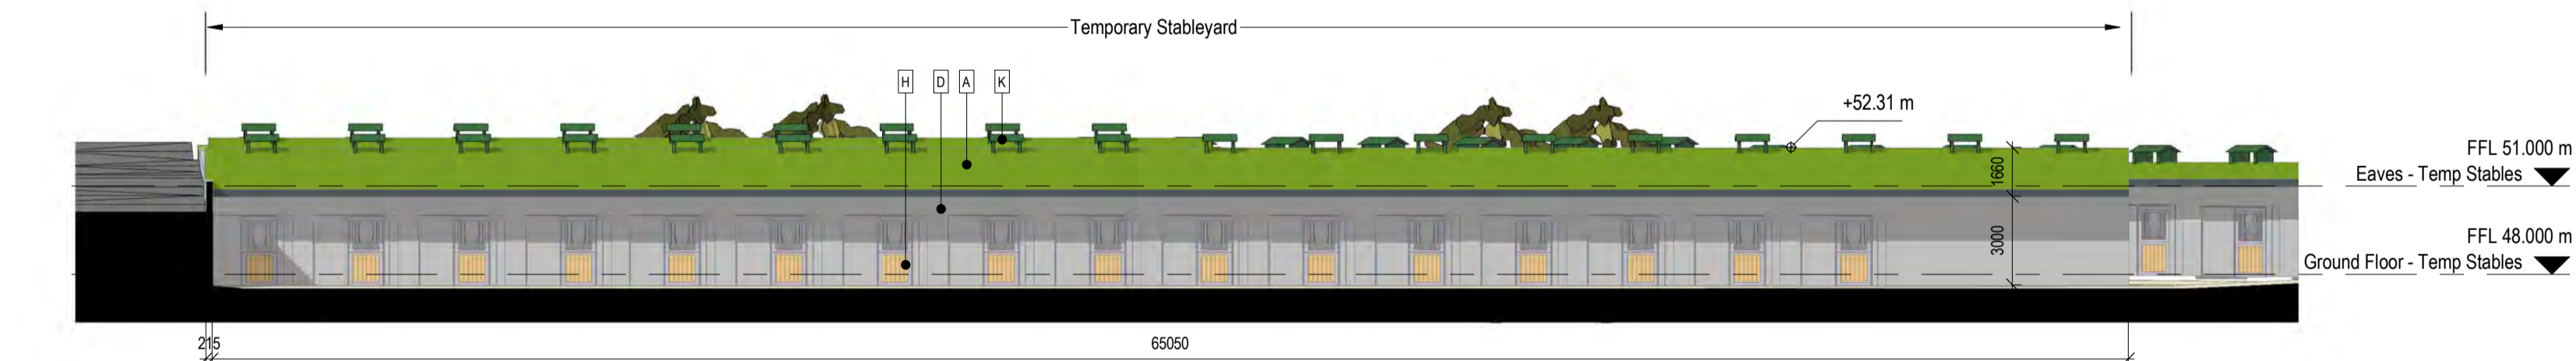 Temporary Stableyard
H D A K
+52.31 m
FFL 51.000 m
Eaves - Temp Stables
1660
3000
FFL 48.000 m
Ground Floor - Temp Stables
215
65050